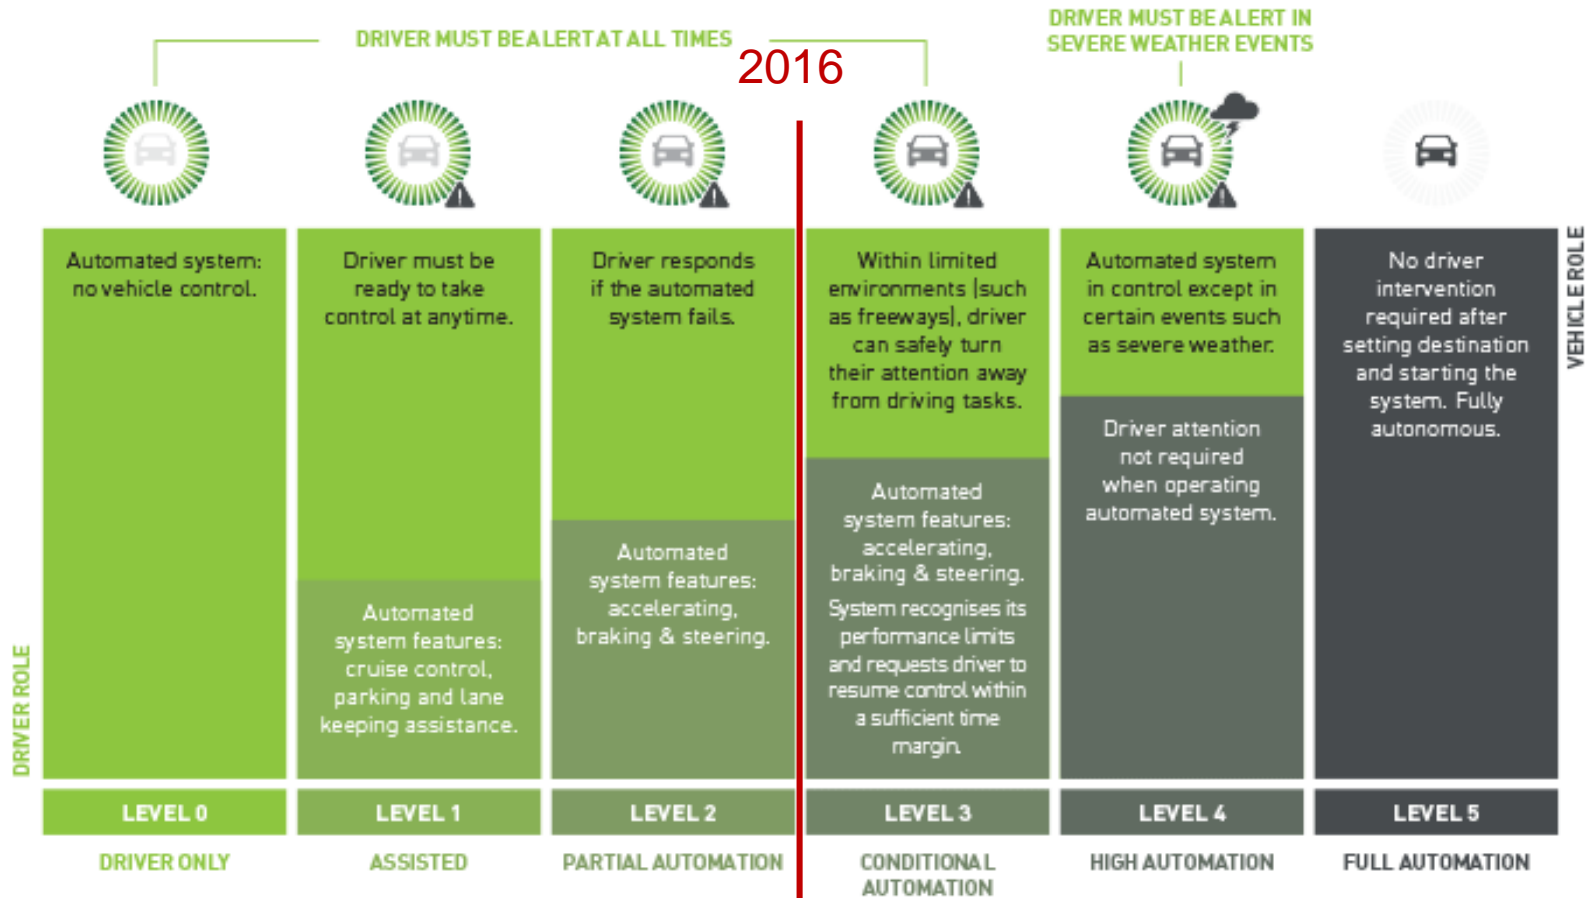 DRIVER MUST BE ALERT AT ALL TIMES
DRIVER MUST BE ALERT IN
SEVERE WEATHER EVENTS
2016
Automated system:
no vehicle control.
Driver must be
ready to take
control at anytime.
Automated
system features:
cruise control,
parking and lane
keeping assistance.
Driver responds
if the automated
system fails.
Automated
system features:
accelerating,
braking & steering.
Within limited
environments (such
as freeways), driver
can safely turn
their attention away
from driving tasks.
Automated
system features:
accelerating,
braking & steering.
System recognises its
performance limits
and requests driver to
resume control within
a sufficient time
margin.
Automated system
in control except in
certain events such
as severe weather.
Driver attention
not required
when operating
automated system.
No driver
intervention
required after
setting destination
and starting the
system. Fully
autonomous.
VEHICLE ROLE
DRIVER ROLE
LEVEL 0
LEVEL 1
LEVEL 2
LEVEL 3
LEVEL 4
LEVEL 5
DRIVER ONLY
ASSISTED
PARTIAL AUTOMATION
CONDITIONAL
AUTOMATION
HIGH AUTOMATION
FULL AUTOMATION